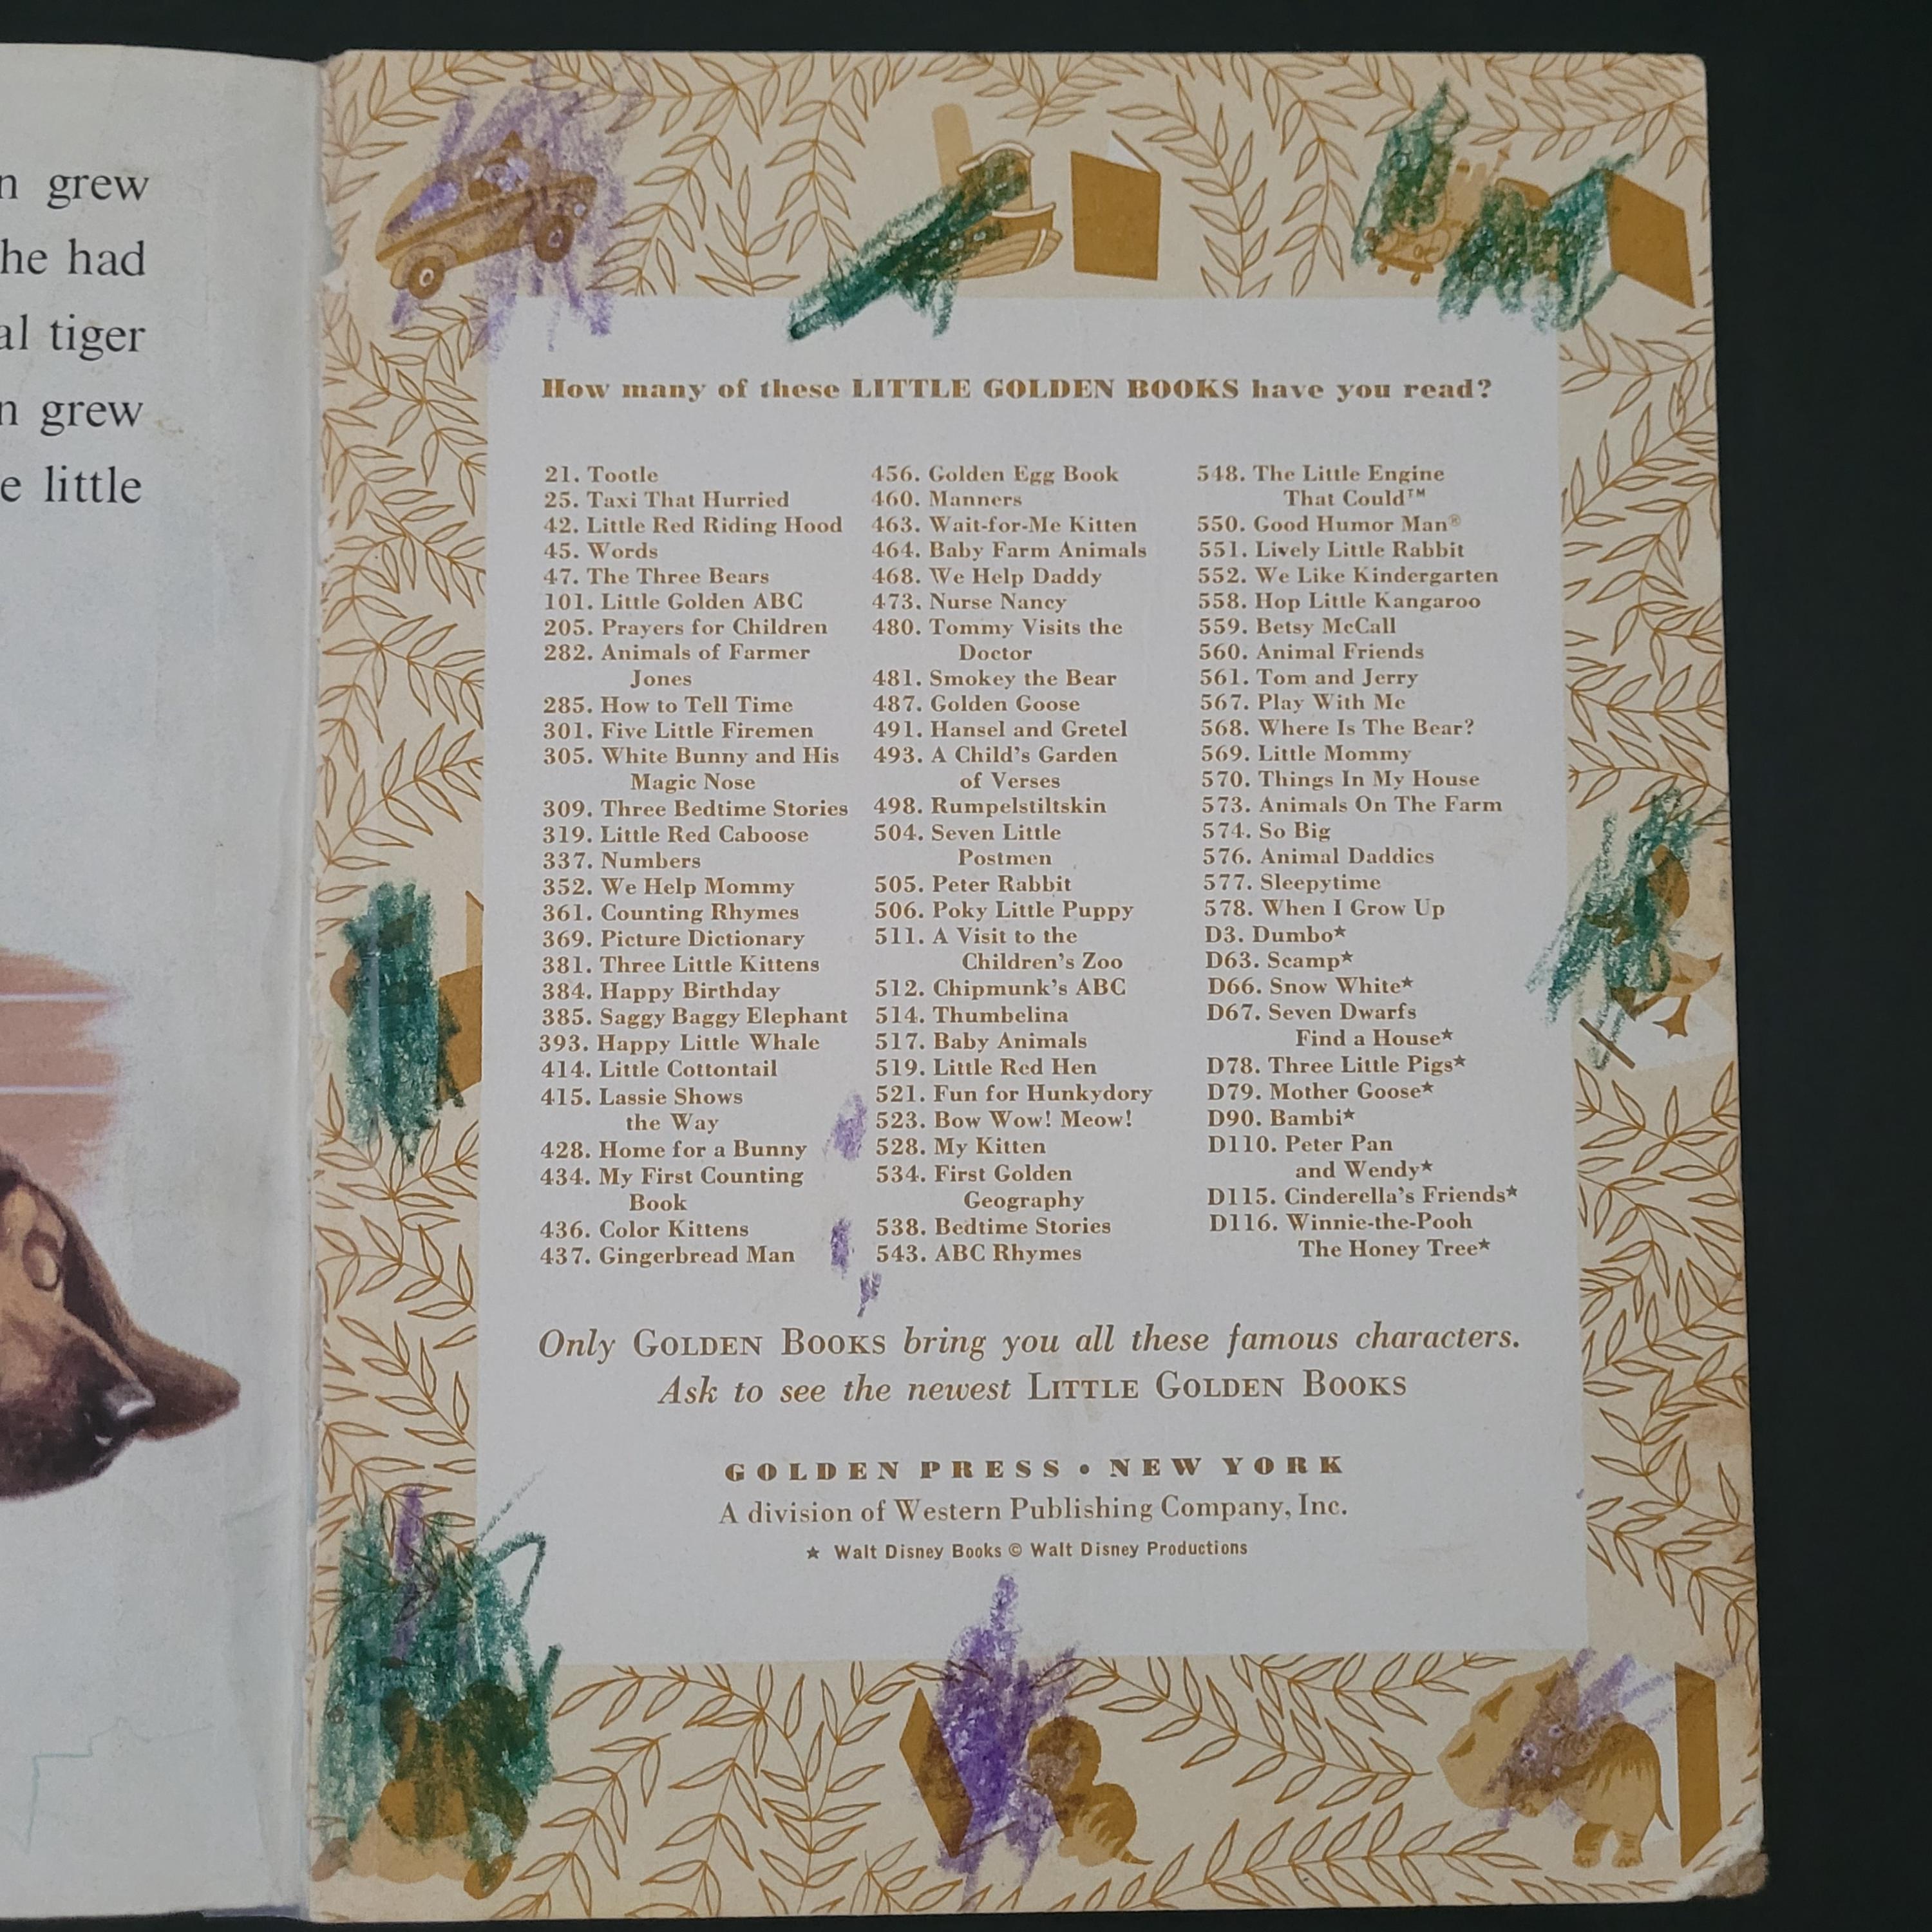 n grew
he had
al tiger
n grew
e little
How many of these LITTLE GOLDEN BOOKS have you read?
21. Tootle
25. Taxi That Hurried
42. Little Red Riding Hood
45. Words
47. The Three Bears
101. Little Golden ABC
205. Prayers for Children
282. Animals of Farmer
Jones
285. How to Tell Time
301. Five Little Firemen
305. White Bunny and His
Magic Nose
309. Three Bedtime Stories
319. Little Red Caboose
337. Numbers
352. We Help Mommy
361. Counting Rhymes
369. Picture Dictionary
381. Three Little Kittens
384. Happy Birthday
385. Saggy Baggy Elephant
393. Happy Little Whale
414. Little Cottontail
415. Lassie Shows
the Way
428. Home for a Bunny
434. My First Counting
Book
436. Color Kittens
437. Gingerbread Man
456. Golden Egg Book
460. Manners
463. Wait-for-Me Kitten
464. Baby Farm Animals
468. We Help Daddy
473. Nurse Nancy
480. Tommy Visits the
Doctor
481. Smokey the Bear
487. Golden Goose
491. Hansel and Gretel
493. A Child's Garden
of Verses
498. Rumpelstiltskin
504. Seven Little
Postmen
505. Peter Rabbit
506. Poky Little Puppy
511. A Visit to the
Children's Zoo
512. Chipmunk's ABC
514. Thumbelina
517. Baby Animals
519. Little Red Hen
521. Fun for Hunkydory
523. Bow Wow! Meow!
528. My Kitten
534. First Golden
Geography
538. Bedtime Stories
543. ABC Rhymes
548. The Little Engine
That Could™
550. Good Humor Man®
551. Lively Little Rabbit
552. We Like Kindergarten
558. Hop Little Kangaroo
559. Betsy McCall
560. Animal Friends
561. Tom and Jerry
567. Play With Me
568. Where Is The Bear?
569. Little Mommy
570. Things In My House
573. Animals On The Farm
574. So Big
576. Animal Daddies
577. Sleepytime
578. When I Grow Up
D3. Dumbo★
D63. Scamp★
D66. Snow White★
D67. Seven Dwarfs
Find a House★
D78. Three Little Pigs★
D79. Mother Goose★
D90. Bambi★
D110. Peter Pan
and Wendy★
D115. Cinderella's Friends★
D116. Winnie-the-Pooh
The Honey Tree★
Only GOLDEN BOOKS bring you all these famous characters.
Ask to see the newest LITTLE GOLDEN BOOKS
GOLDEN PRESS • NEW YORK
A division of Western Publishing Company, Inc.
★ Walt Disney Books © Walt Disney Productions